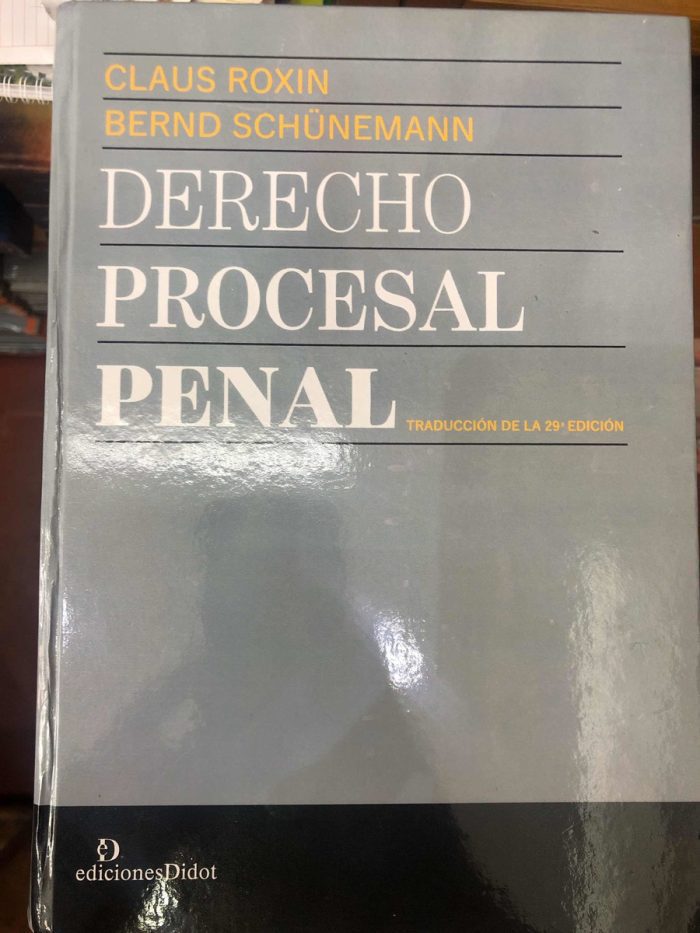 CLAUS ROXIN
BERND SCHÜNEMANN
DERECHO
PROCESAL
PENAL
TRADUCCIÓN DE LA 29ª EDICIÓN
edicionesDidot